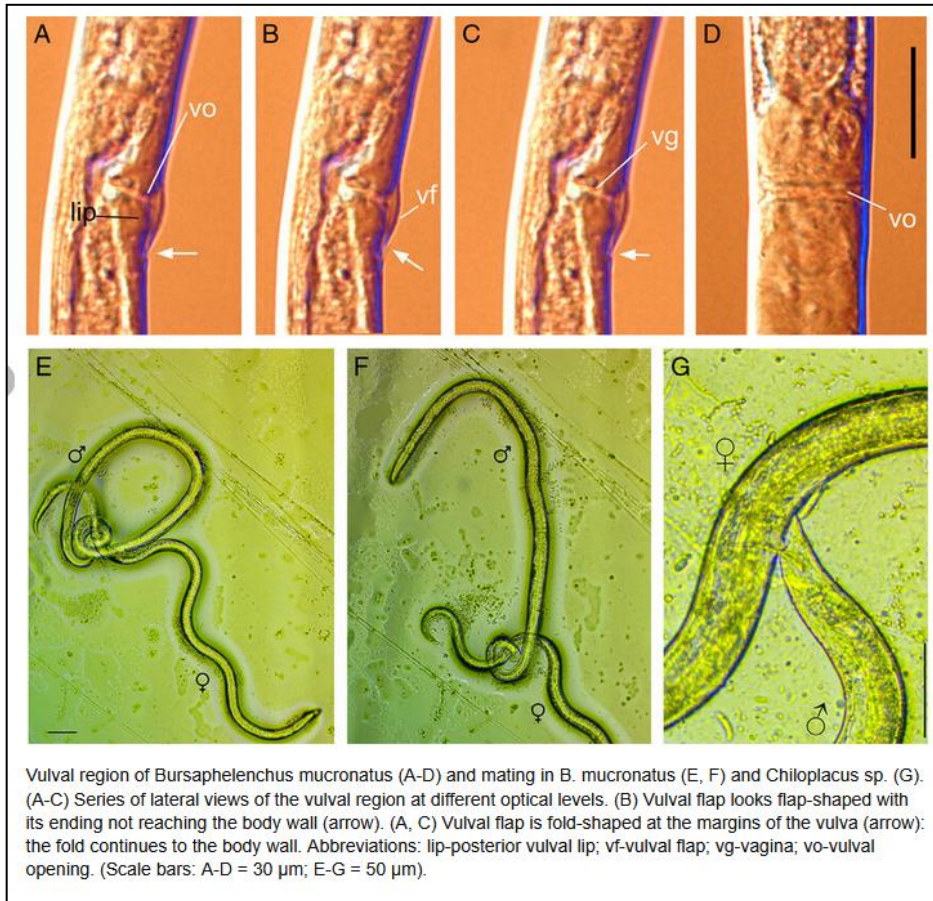 A
B
C
D
vo
vg
vf
lip
vo
E
F
G
♂
♂
♀
♀
♀
♂
Vulval region of Bursaphelenchus mucronatus (A-D) and mating in B. mucronatus (E, F) and Chiloplacus sp. (G).
(A-C) Series of lateral views of the vulval region at different optical levels. (B) Vulval flap looks flap-shaped with
its ending not reaching the body wall (arrow). (A, C) Vulval flap is fold-shaped at the margins of the vulva (arrow):
the fold continues to the body wall. Abbreviations: lip-posterior vulval lip; vf-vulval flap; vg-vagina; vo-vulval
opening. (Scale bars: A-D = 30 µm; E-G = 50 µm).